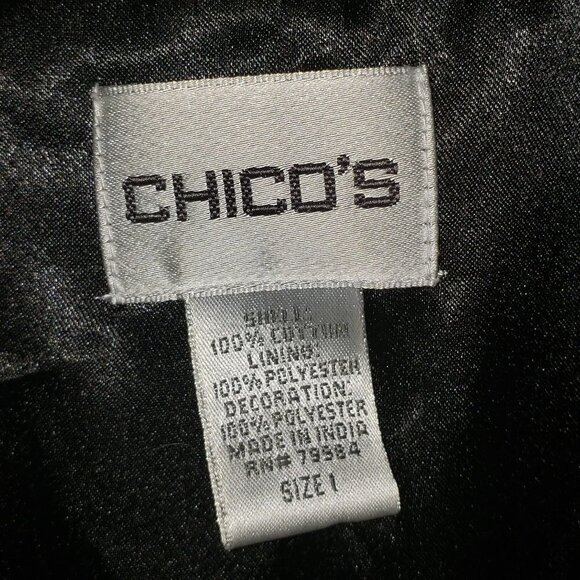 CHICO'S
SHELL:
100% COTTON
LINING:
100% POLYESTER
DECORATION:
100% POLYESTER
MADE IN INDIA
RN# 79584
SIZE 1